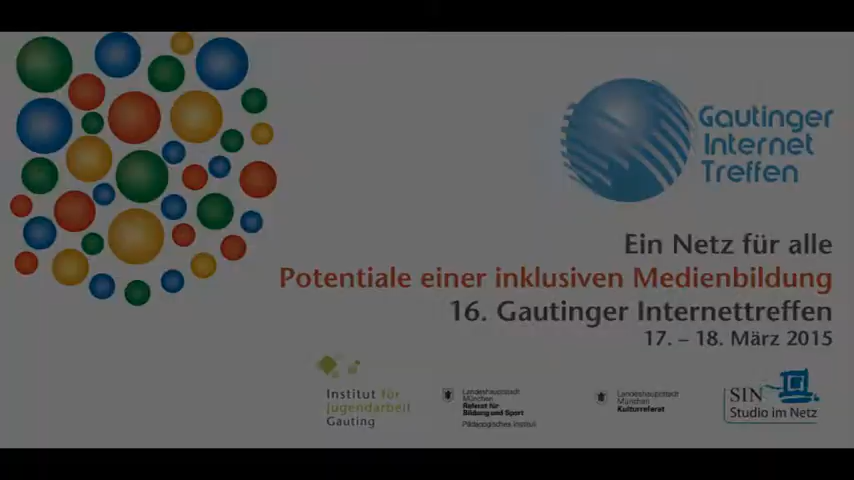 Gautinger
Internet
Treffen
Ein Netz für alle
Potentiale einer inklusiven Medienbildung
16. Gautinger Internettreffen
17. – 18. März 2015
Institut für
Jugendarbeit
Gauting
Landeshauptstadt
München
Referat für
Bildung und Sport
Pädagogisches Institut
Landeshauptstadt
München
Kulturreferat
SIN
Studio im Netz